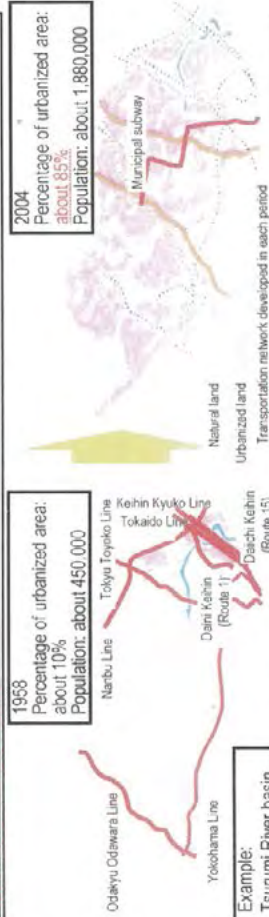 1958
Percentage of urbanized area:
about 10%
Population: about 450,000
2004
Percentage of urbanized area:
about 85%
Population: about 1,880,000
Odakyu Odawara Line
Nanbu Line
Tokyu Toyoko Line
Keihin Kyuko Line
Tokaido Line
Yokohama Line
Dainí Keihin
(Route 1)
Daiichi Keihin
(Route 15)
Municipal subway
Natural land
Urbanized land
Transportation network developed in each period
Example:
Tsurumi River basin